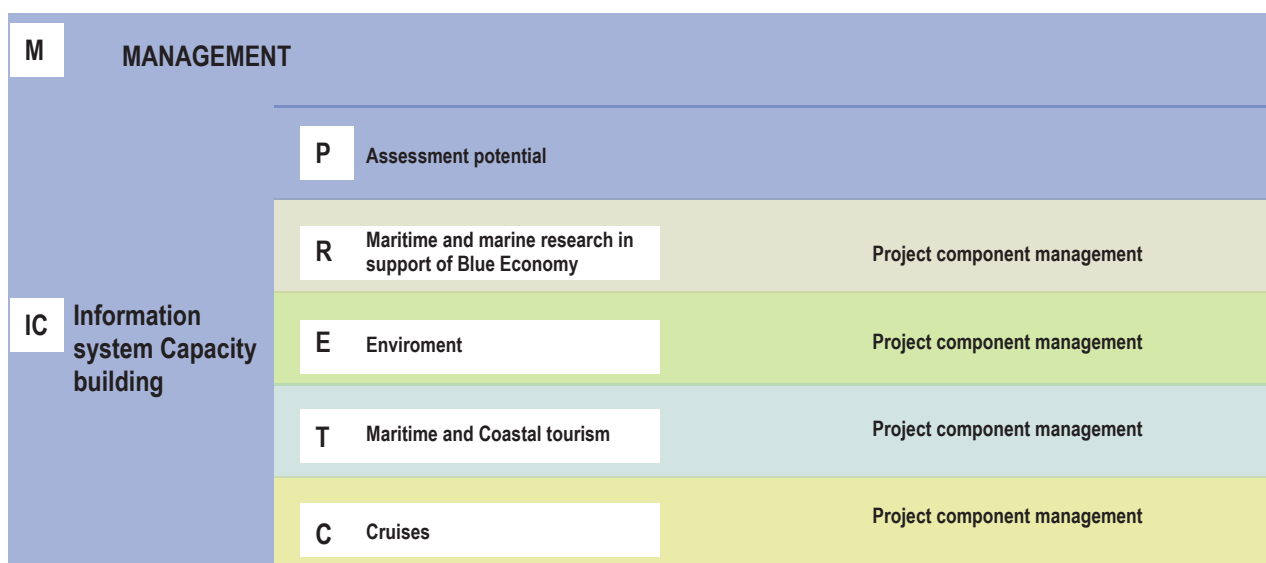 M MANAGEMENT
P Assessment potential
R Maritime and marine research in
support of Blue Economy
Project component management
IC Information
system Capacity
building
E Enviroment
Project component management
T Maritime and Coastal tourism
Project component management
C Cruises
Project component management